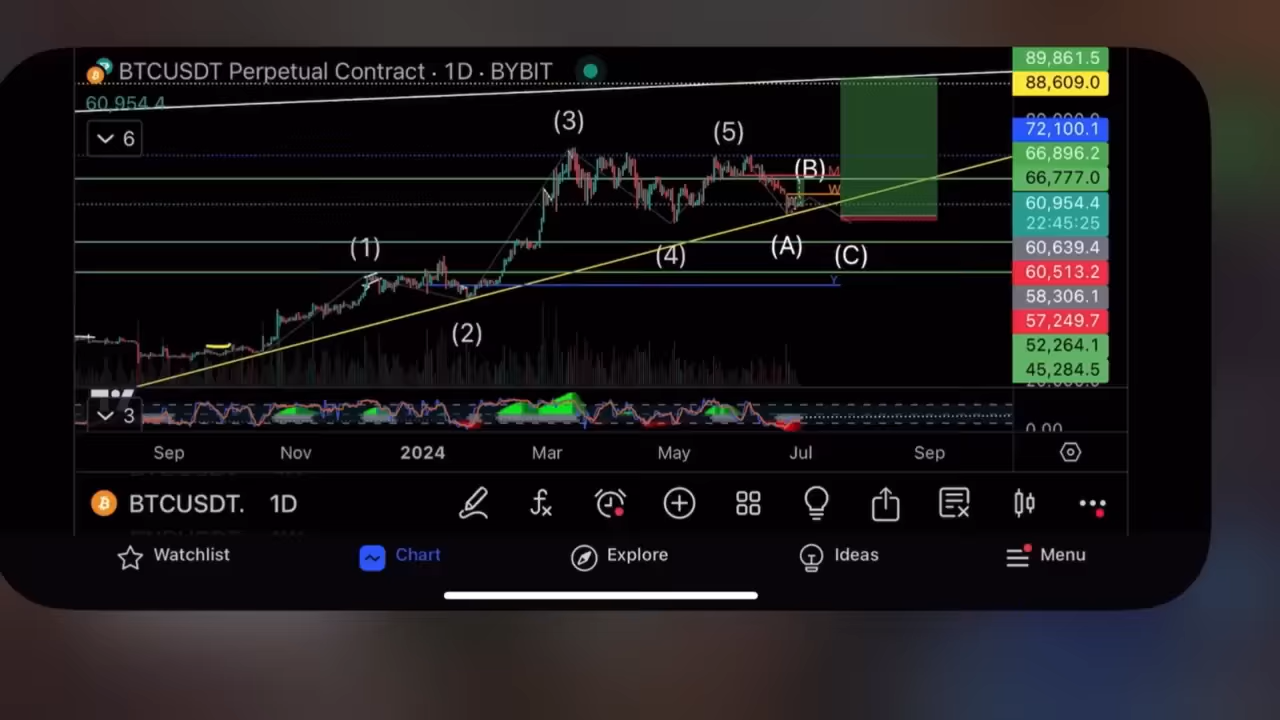 BTCUSDT Perpetual Contract · 1D · BYBIT
60,954.4
6
(1)
(2)
(3)
(4)
(5)
(A)
(B)
(C)
M
W
Y
89,861.5
88,609.0
72,100.1
66,896.2
66,777.0
60,954.4
22:45:25
60,639.4
60,513.2
58,306.1
57,249.7
52,264.1
45,284.5
3
0.00
Sep Nov 2024 Mar May Jul Sep
BTCUSDT. 1D
Watchlist Chart Explore Ideas Menu